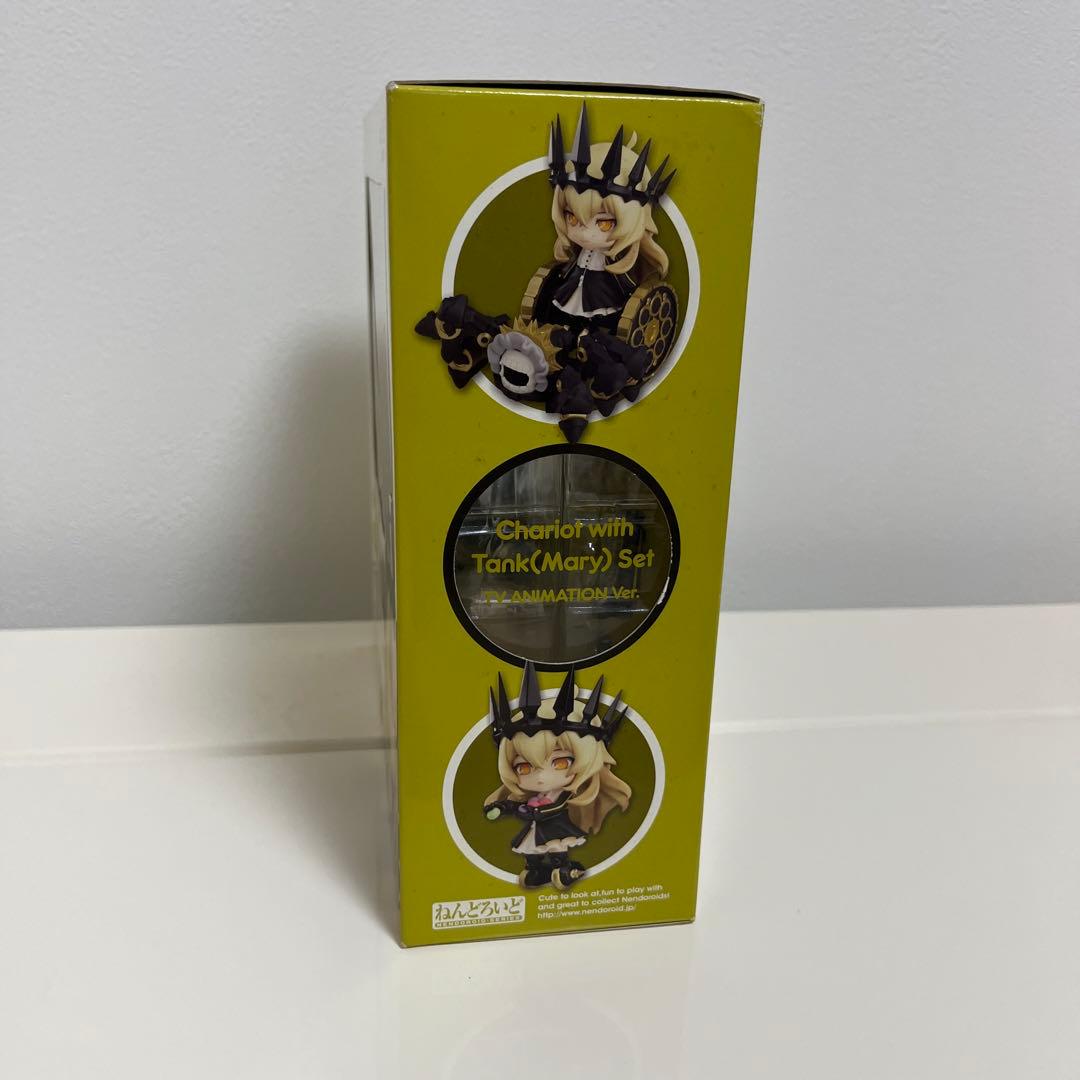 Chariot with
Tank(Mary) Set
TV ANIMATION Ver.
Cute to look at,fun to play with
and great to collect Nendoroids!
http://www.nendoroid.jp/
ねんどろいど
NENDOROID-SERIES